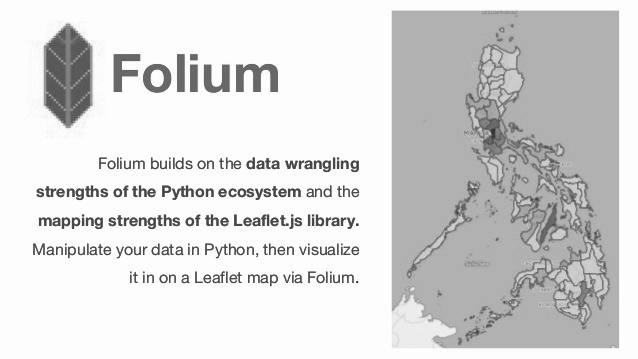 Folium
Folium builds on the data wrangling
strengths of the Python ecosystem and the
mapping strengths of the Leaflet.js library.
Manipulate your data in Python, then visualize
it in on a Leaflet map via Folium.